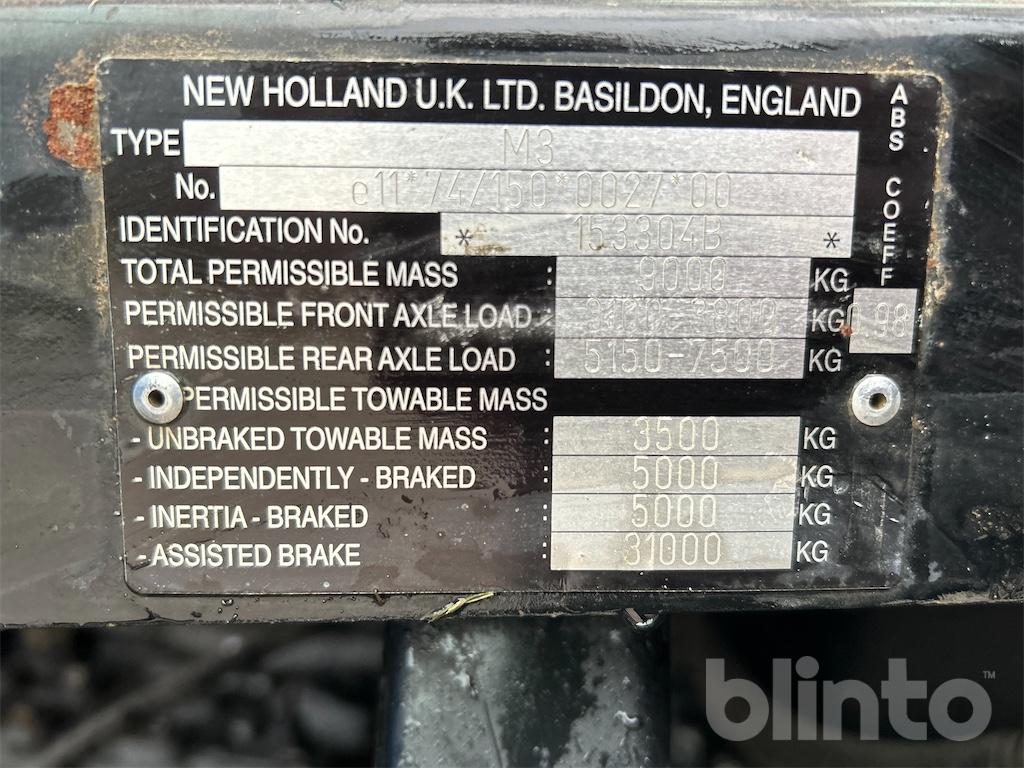 NEW HOLLAND U.K. LTD. BASILDON, ENGLAND
TYPE M3
No. e11*74/150*0027*00
IDENTIFICATION No. * 153304B *
TOTAL PERMISSIBLE MASS : 9000 KG
PERMISSIBLE FRONT AXLE LOAD : KG
PERMISSIBLE REAR AXLE LOAD : 5150-7500 KG
PERMISSIBLE TOWABLE MASS
- UNBRAKED TOWABLE MASS : 3500 KG
- INDEPENDENTLY - BRAKED : 5000 KG
- INERTIA - BRAKED : 5000 KG
- ASSISTED BRAKE : 31000 KG
ABS COEFF
0.98
blinto™